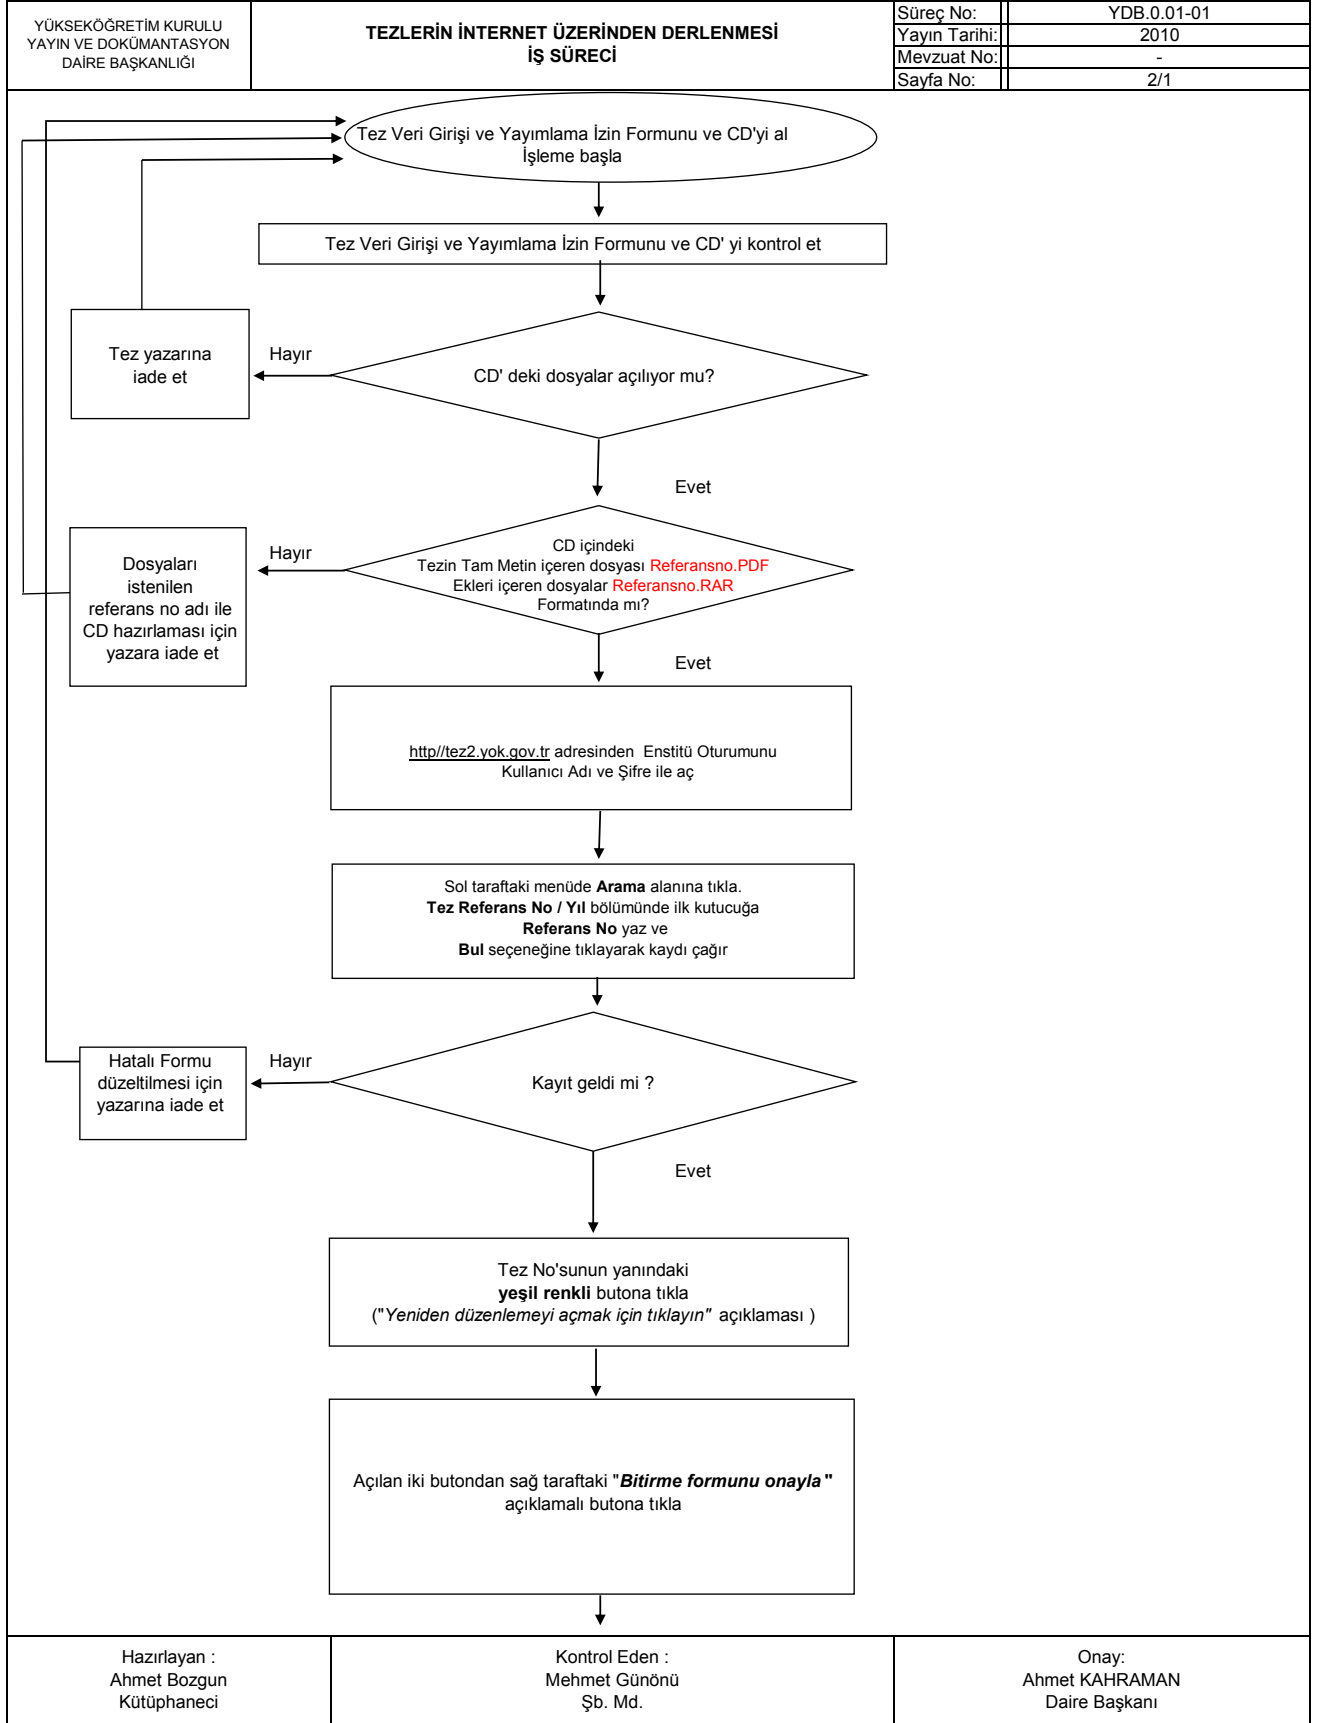 YÜKSEKÖĞRETİM KURULU
YAYIN VE DOKÜMANTASYON
DAİRE BAŞKANLIĞI
TEZLERİN İNTERNET ÜZERİNDEN DERLENMESİ
İŞ SÜRECİ
Süreç No: YDB.0.01-01
Yayın Tarihi: 2010
Mevzuat No: -
Sayfa No: 2/1
Tez Veri Girişi ve Yayımlama İzin Formunu ve CD'yi al
İşleme başla
Tez Veri Girişi ve Yayımlama İzin Formunu ve CD' yi kontrol et
Tez yazarına
iade et
Hayır
CD' deki dosyalar açılıyor mu?
Evet
Dosyaları
istenilen
referans no adı ile
CD hazırlaması için
yazara iade et
Hayır
CD içindeki
Tezin Tam Metin içeren dosyası Referansno.PDF
Ekleri içeren dosyalar Referansno.RAR
Formatında mı?
Evet
http//tez2.yok.gov.tr adresinden Enstitü Oturumunu
Kullanıcı Adı ve Şifre ile aç
Sol taraftaki menüde Arama alanına tıkla.
Tez Referans No / Yıl bölümünde ilk kutucuğa
Referans No yaz ve
Bul seçeneğine tıklayarak kaydı çağır
Hatalı Formu
düzeltilmesi için
yazarına iade et
Hayır
Kayıt geldi mi ?
Evet
Tez No'sunun yanındaki
yeşil renkli butona tıkla
("Yeniden düzenlemeyi açmak için tıklayın" açıklaması )
Açılan iki butondan sağ taraftaki "Bitirme formunu onayla "
açıklamalı butona tıkla
Hazırlayan :
Ahmet Bozgun
Kütüphaneci
Kontrol Eden :
Mehmet Günönü
Şb. Md.
Onay:
Ahmet KAHRAMAN
Daire Başkanı